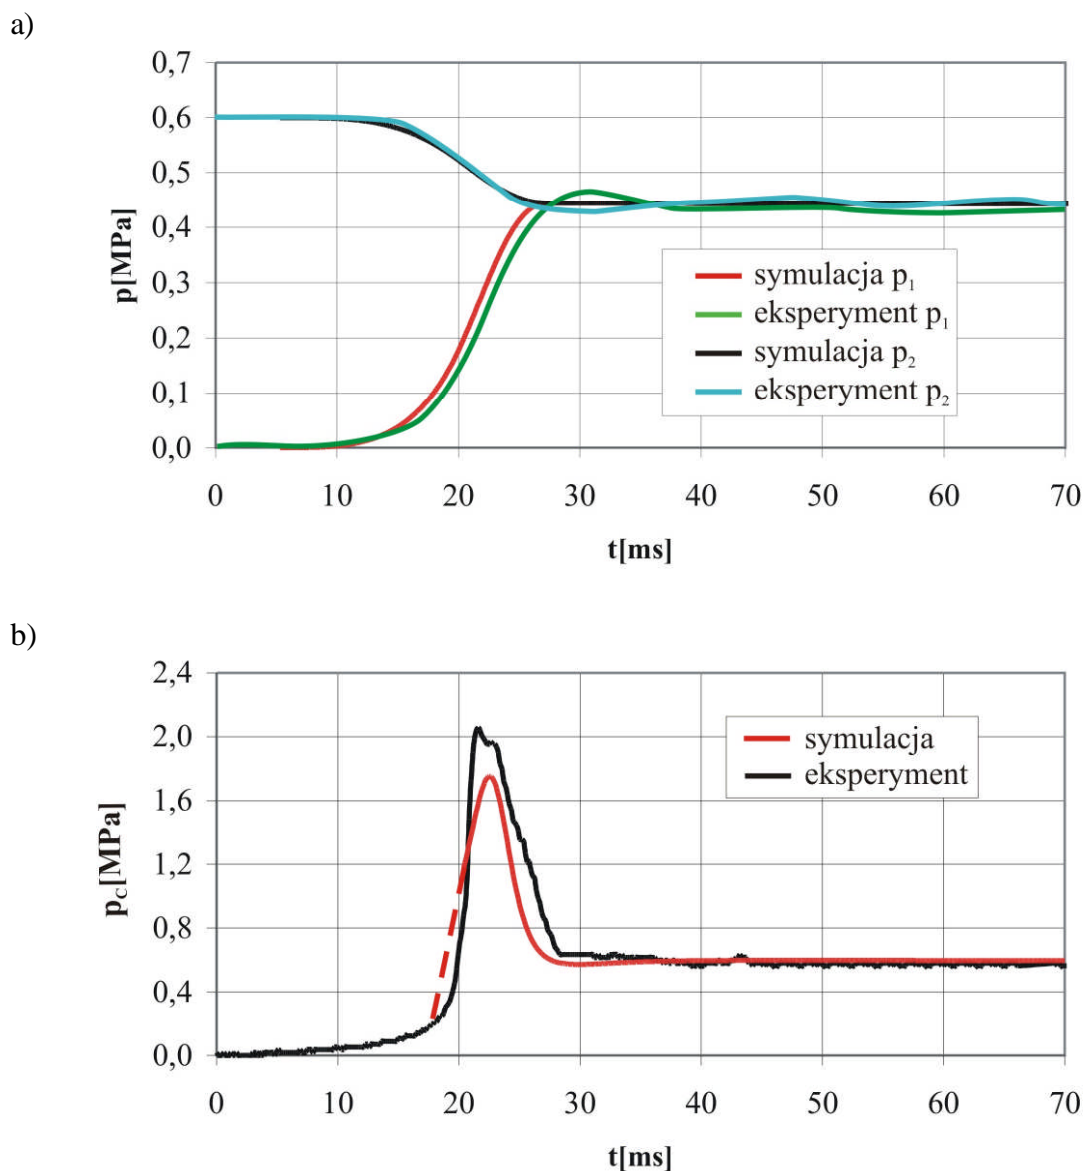 a)
0,7
0,6
0,5
0,4
0,3
0,2
0,1
0,0
p[MPa]
symulacja p₁
eksperyment p₁
symulacja p₂
eksperyment p₂
0 10 20 30 40 50 60 70
t[ms]
b)
2,4
2,0
1,6
1,2
0,8
0,4
0,0
p_C[MPa]
symulacja
eksperyment
0 10 20 30 40 50 60 70
t[ms]